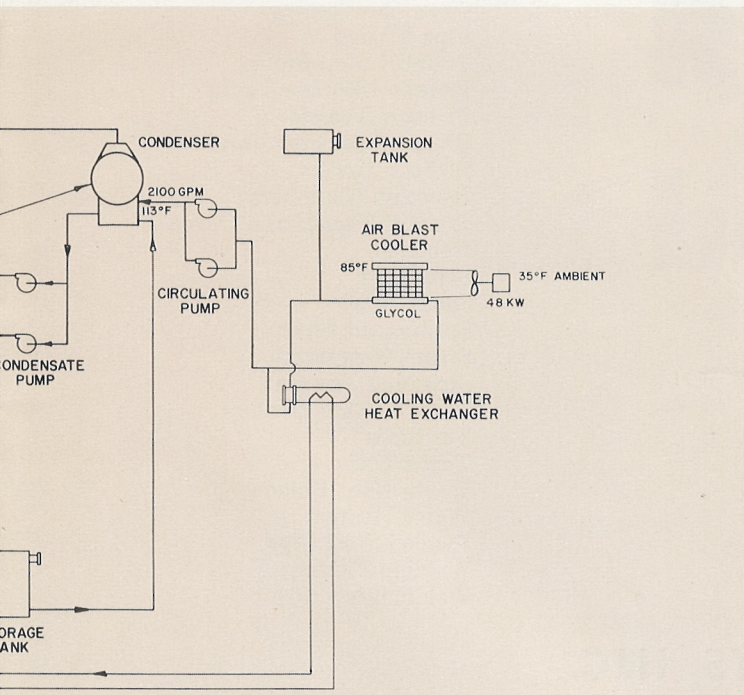 CONDENSER
EXPANSION
TANK
2100 GPM
113°F
AIR BLAST
COOLER
85°F
35°F AMBIENT
48 KW
GLYCOL
CIRCULATING
PUMP
ONDENSATE
PUMP
COOLING WATER
HEAT EXCHANGER
ORAGE
ANK